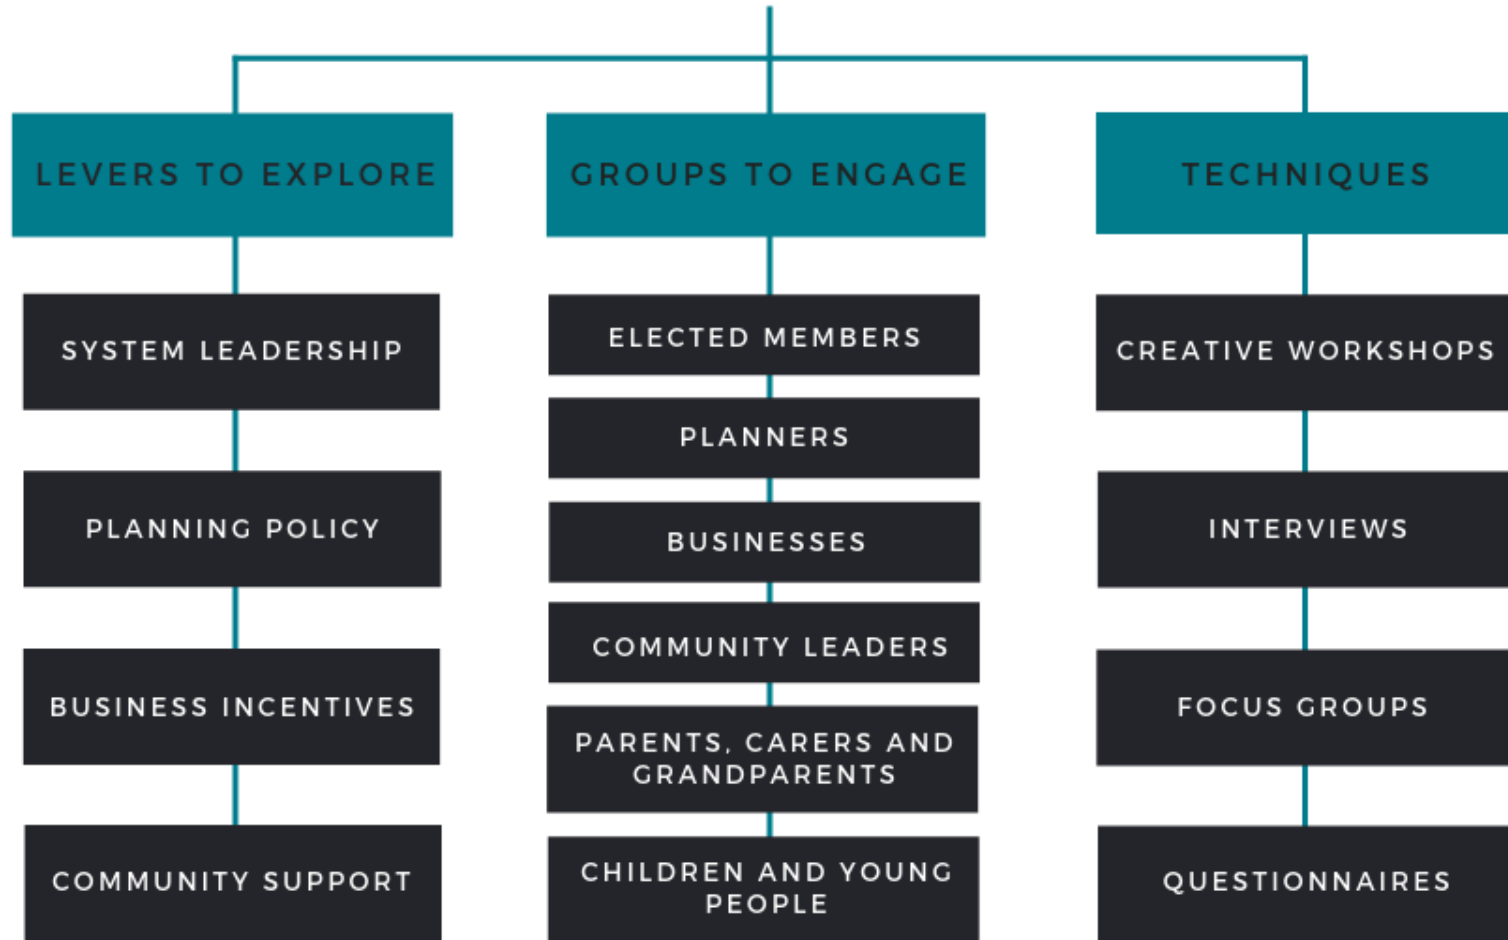 LEVERS TO EXPLORE
SYSTEM LEADERSHIP
PLANNING POLICY
BUSINESS INCENTIVES
COMMUNITY SUPPORT
GROUPS TO ENGAGE
ELECTED MEMBERS
PLANNERS
BUSINESSES
COMMUNITY LEADERS
PARENTS, CARERS AND
GRANDPARENTS
CHILDREN AND YOUNG
PEOPLE
TECHNIQUES
CREATIVE WORKSHOPS
INTERVIEWS
FOCUS GROUPS
QUESTIONNAIRES